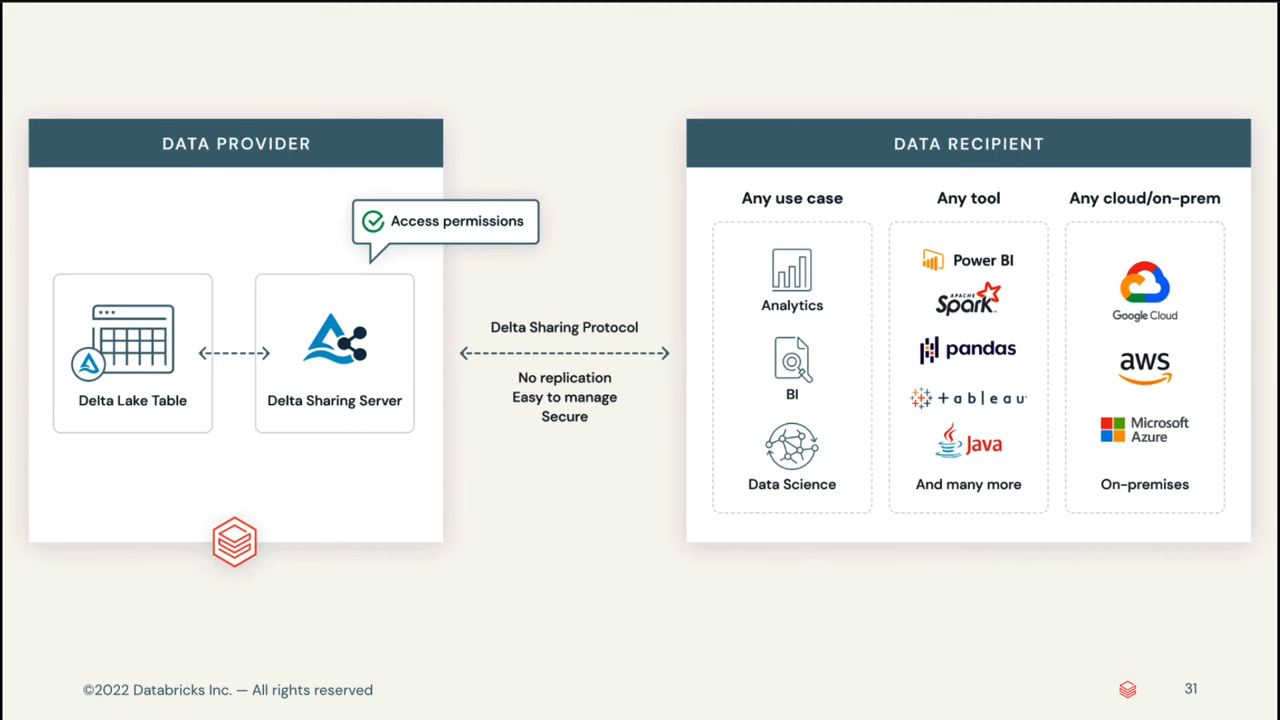 DATA PROVIDER
Access permissions
Delta Lake Table
Delta Sharing Server
Delta Sharing Protocol
No replication
Easy to manage
Secure
DATA RECIPIENT
Any use case
Analytics
BI
Data Science
Any tool
Power BI
APACHE
Spark
pandas
+ a b l e a u
Java
And many more
Any cloud/on-prem
Google Cloud
aws
Microsoft
Azure
On-premises
©2022 Databricks Inc. — All rights reserved
31